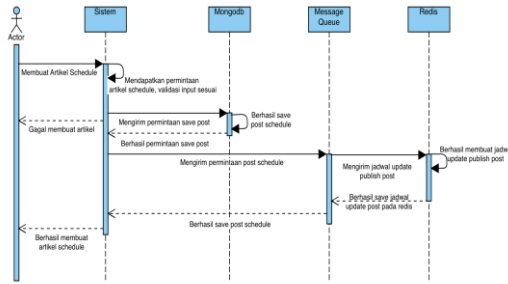 Sistem
Mongodb
Message
Queue
Redis
Actor
Membuat Artikel Schedule
Mendapatkan permintaan
artikel schedule, validasi input sesuai
Gagal membuat artikel
Mengirim permintaan save post
Berhasil save
post schedule
Berhasil permintaan save post
Mengirim permintaan post schedule
Mengirim jadwal update
publish post
Berhasil membuat jadw
update publish post
Berhasil save jadwal
update post pada redis
Berhasil save post schedule
Berhasil membuat
artikel schedule